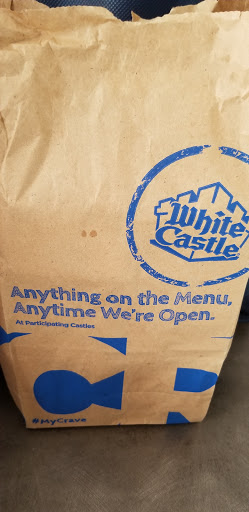 White
Castle
Anything on the Menu,
Anytime We're Open.
At Participating Castles
#MyCrave